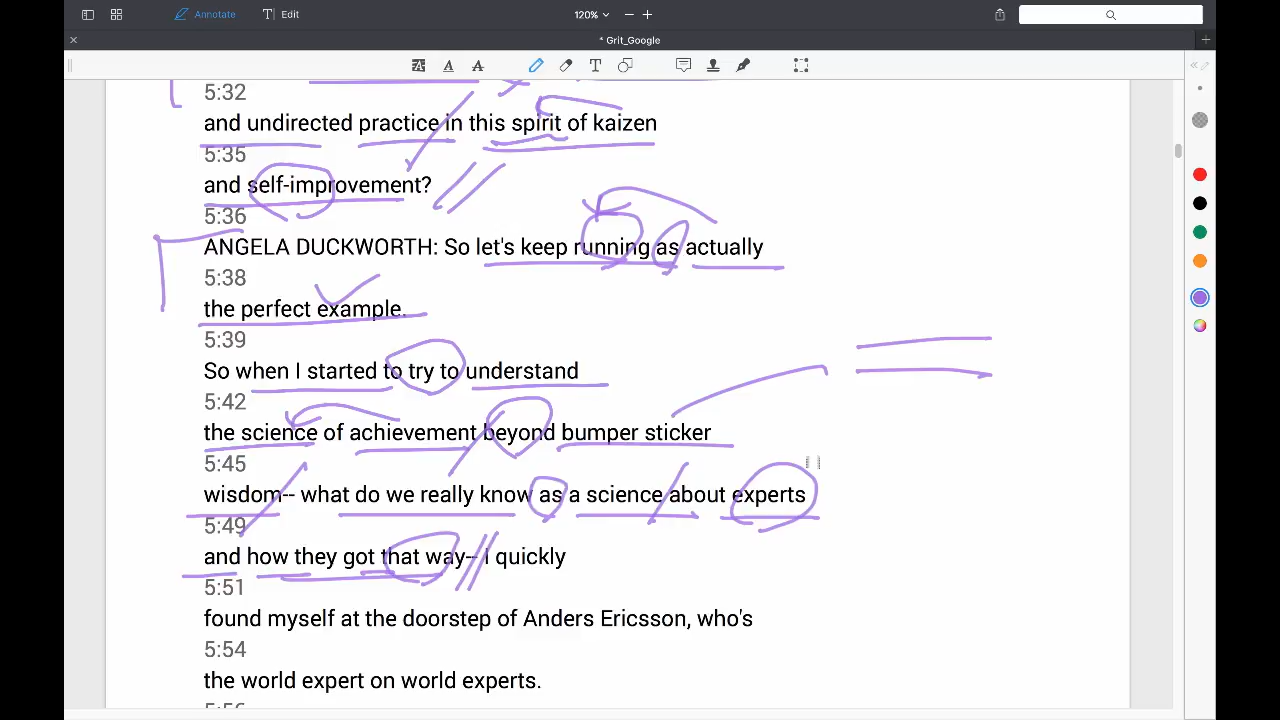 Annotate
Edit
120%
* Grit_Google
5:32
and undirected practice in this spirit of kaizen
5:35
and self-improvement?
5:36
ANGELA DUCKWORTH: So let's keep running as actually
5:38
the perfect example.
5:39
So when I started to try to understand
5:42
the science of achievement beyond bumper sticker
5:45
wisdom-- what do we really know as a science about experts
5:49
and how they got that way-- I quickly
5:51
found myself at the doorstep of Anders Ericsson, who's
5:54
the world expert on world experts.